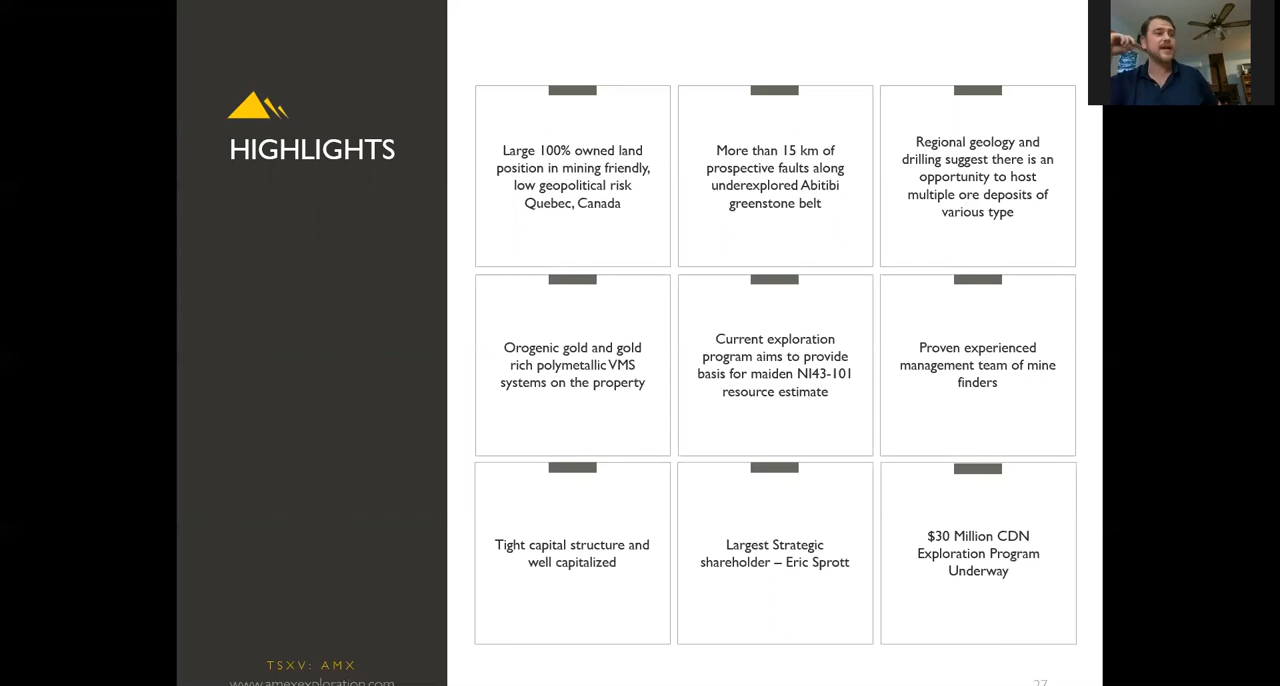 HIGHLIGHTS
Large 100% owned land
position in mining friendly,
low geopolitical risk
Quebec, Canada
More than 15 km of
prospective faults along
underexplored Abitibi
greenstone belt
Regional geology and
drilling suggest there is an
opportunity to host
multiple ore deposits of
various type
Orogenic gold and gold
rich polymetallic VMS
systems on the property
Current exploration
program aims to provide
basis for maiden NI43-101
resource estimate
Proven experienced
management team of mine
finders
Tight capital structure and
well capitalized
Largest Strategic
shareholder – Eric Sprott
$30 Million CDN
Exploration Program
Underway
TSXV: AMX
www.amexexploration.com
27